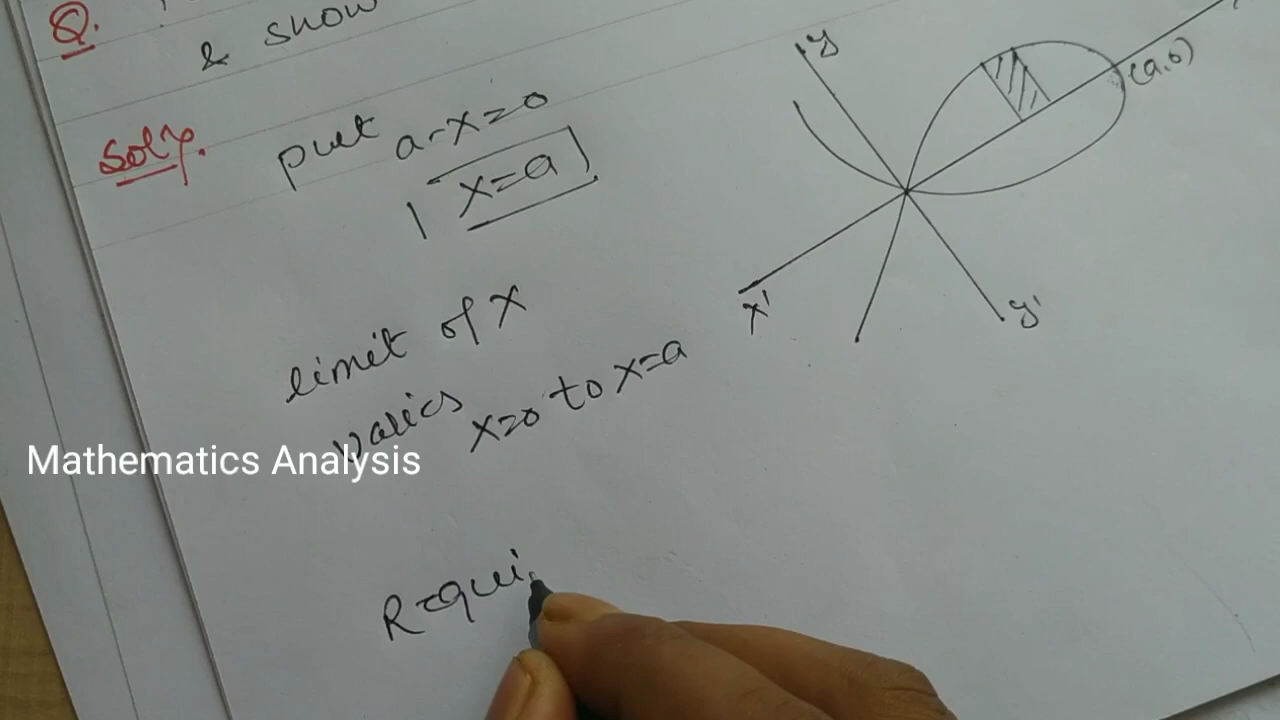 Q.
& show
Soln.
put a-x=0
x=a
limit of x
varies x=0 to x=a
Requi
y
(a,0)
x'
y'
Mathematics Analysis